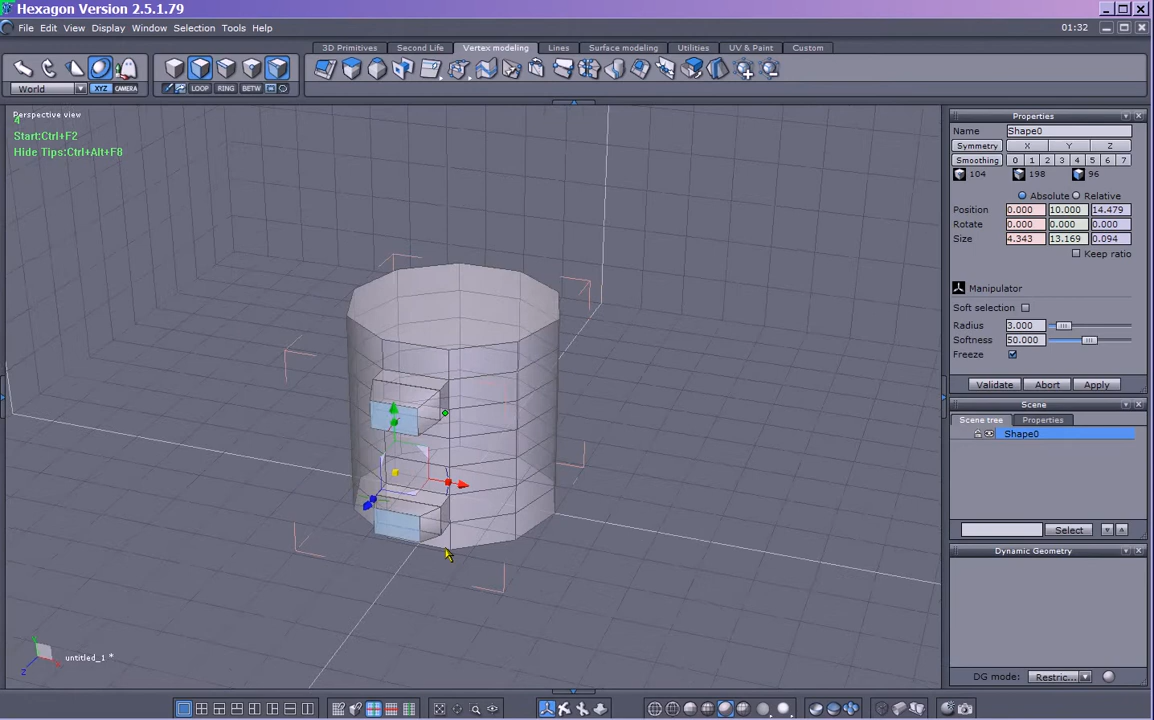 Hexagon Version 2.5.1.79
File Edit View Display Window Selection Tools Help 01:32
3D Primitives Second Life Vertex modeling Lines Surface modeling Utilities UV & Paint Custom
World XYZ CAMERA LOOP RING BETW
Perspective view
4
Start:Ctrl+F2
Hide Tips:Ctrl+Alt+F8
Properties
Name Shape0
Symmetry X Y Z
Smoothing 0 1 2 3 4 5 6 7
104 198 96
Absolute Relative
Position 0.000 10.000 14.479
Rotate 0.000 0.000 0.000
Size 4.343 13.169 0.094
Keep ratio
Manipulator
Soft selection
Radius 3.000
Softness 50.000
Freeze
Validate Abort Apply
Scene
Scene tree Properties
Shape0
Select
Dynamic Geometry
DG mode: Restric...
Y
Z
untitled_1 *